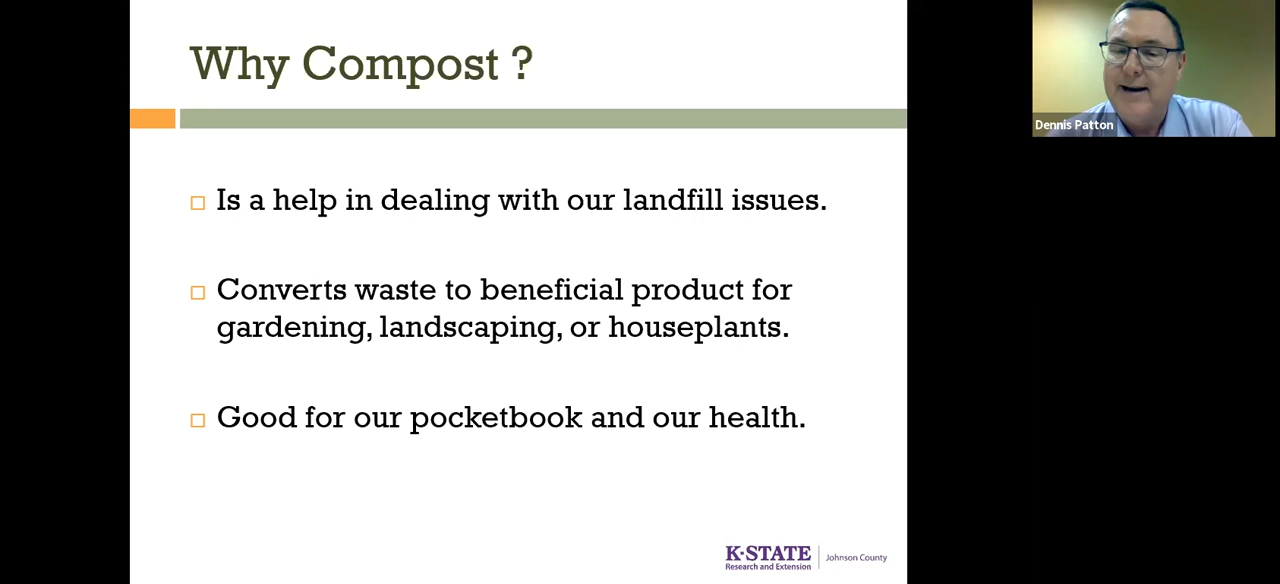 Why Compost ?
Is a help in dealing with our landfill issues.
Converts waste to beneficial product for
gardening, landscaping, or houseplants.
Good for our pocketbook and our health.
K-STATE
Research and Extension
Johnson County
Dennis Patton